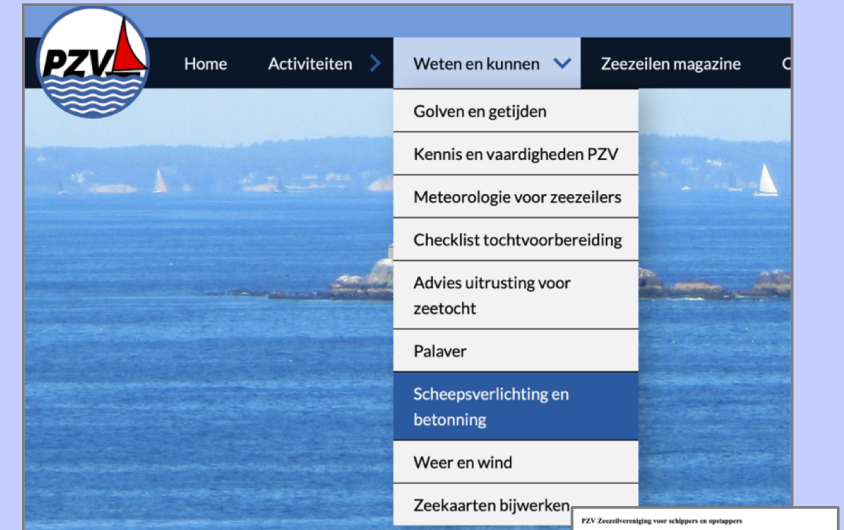 PZV
Home Activiteiten Weten en kunnen Zeezeilen magazine
Golven en getijden
Kennis en vaardigheden PZV
Meteorologie voor zeezeilers
Checklist tochtvoorbereiding
Advies uitrusting voor
zeetocht
Palaver
Scheepsverlichting en
betonning
Weer en wind
Zeekaarten bijwerken
PZV Zeezeilvereniging voor schippers en opstappers